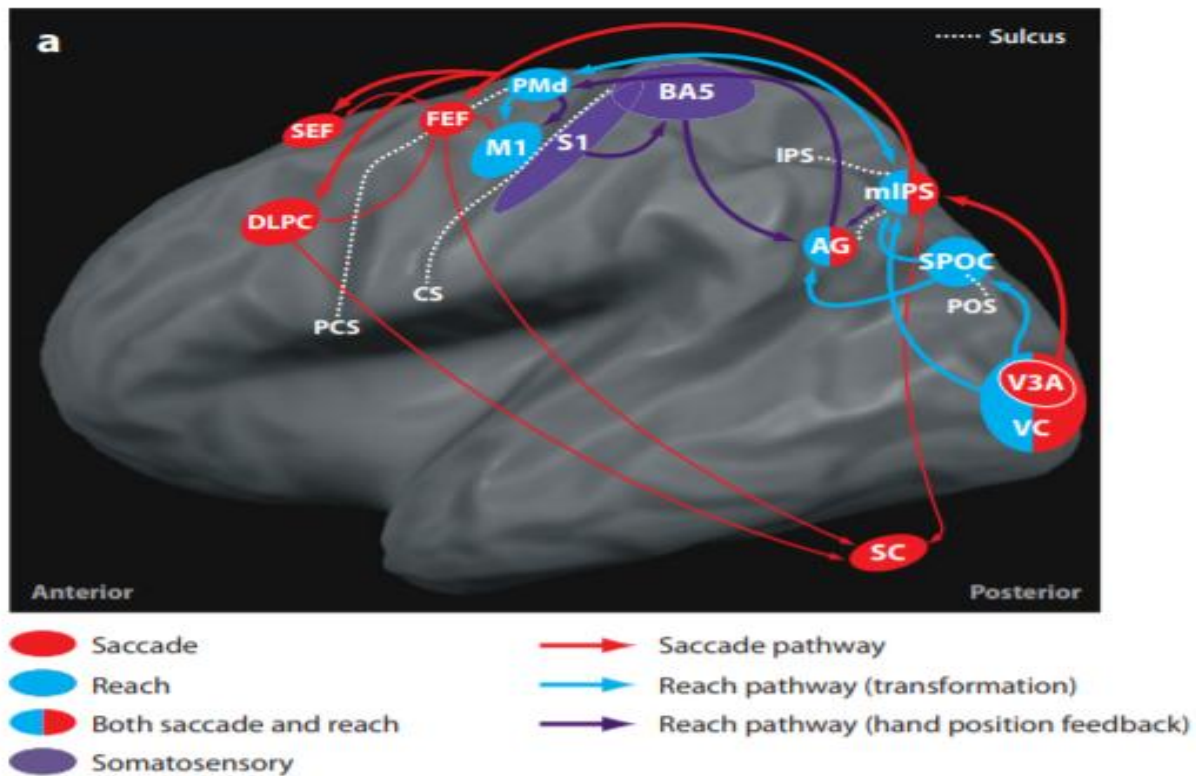 a
Sulcus
PMd
BA5
SEF
FEF
M1
S1
IPS
mIPS
DLPC
AG
SPOC
CS
POS
PCS
V3A
VC
SC
Anterior
Posterior
Saccade
Saccade pathway
Reach
Reach pathway (transformation)
Both saccade and reach
Reach pathway (hand position feedback)
Somatosensory